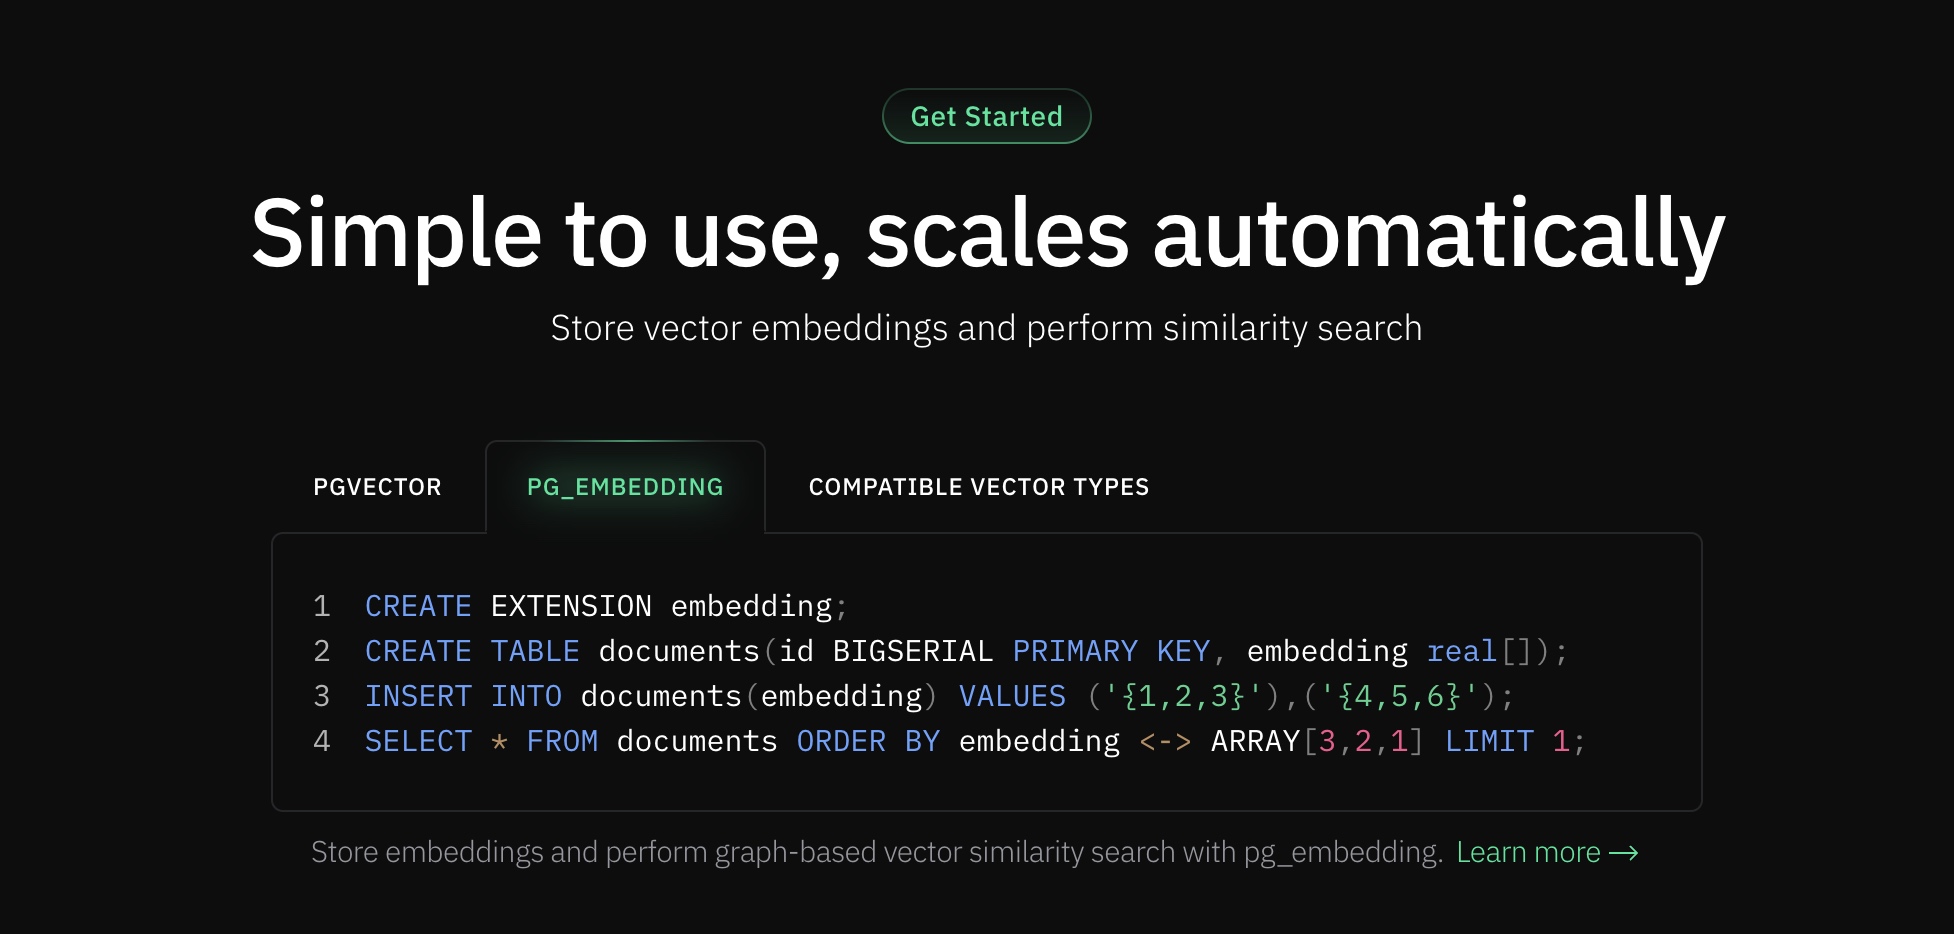 Get Started
Simple to use, scales automatically
Store vector embeddings and perform similarity search
PGVECTOR PG_EMBEDDING COMPATIBLE VECTOR TYPES
1 CREATE EXTENSION embedding;
2 CREATE TABLE documents(id BIGSERIAL PRIMARY KEY, embedding real[]);
3 INSERT INTO documents(embedding) VALUES ('{1,2,3}'),('{4,5,6}');
4 SELECT * FROM documents ORDER BY embedding <-> ARRAY[3,2,1] LIMIT 1;
Store embeddings and perform graph-based vector similarity search with pg_embedding. Learn more →